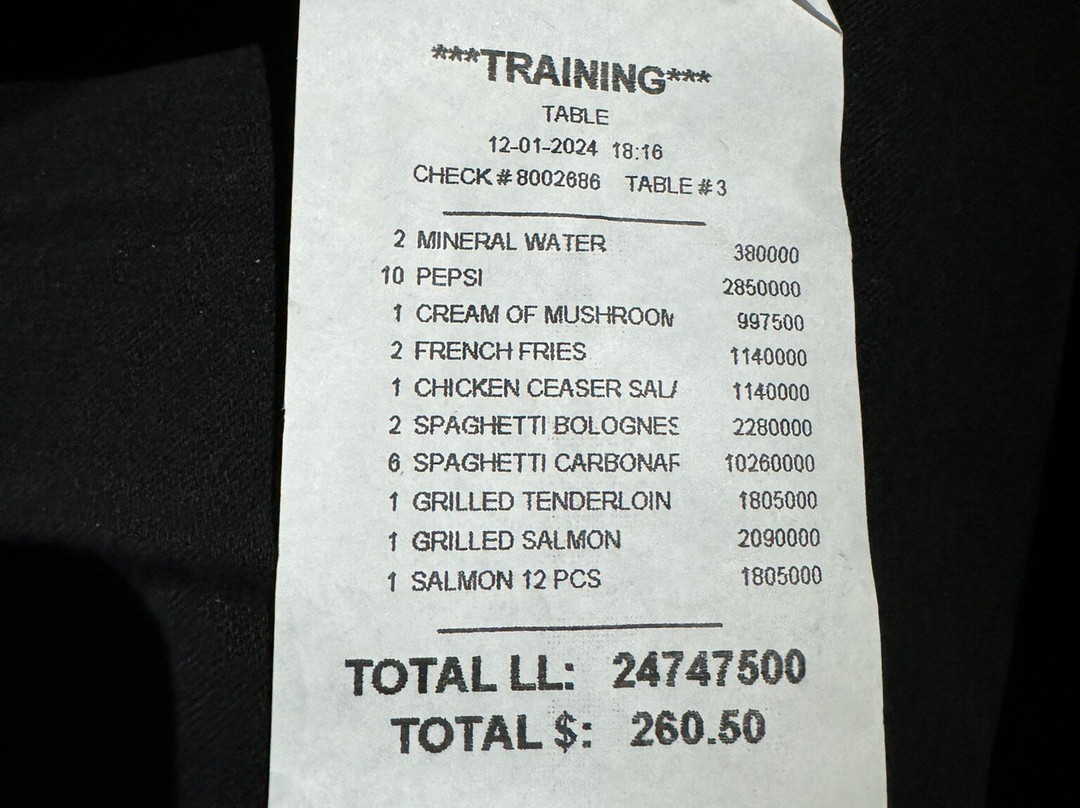 ***TRAINING***
TABLE
12-01-2024 18:16
CHECK # 8002686 TABLE # 3
2 MINERAL WATER 380000
10 PEPSI 2850000
1 CREAM OF MUSHROOM 997500
2 FRENCH FRIES 1140000
1 CHICKEN CEASER SALA 1140000
2 SPAGHETTI BOLOGNES 2280000
6 SPAGHETTI CARBONAR 10260000
1 GRILLED TENDERLOIN 1805000
1 GRILLED SALMON 2090000
1 SALMON 12 PCS 1805000
TOTAL LL: 24747500
TOTAL $: 260.50